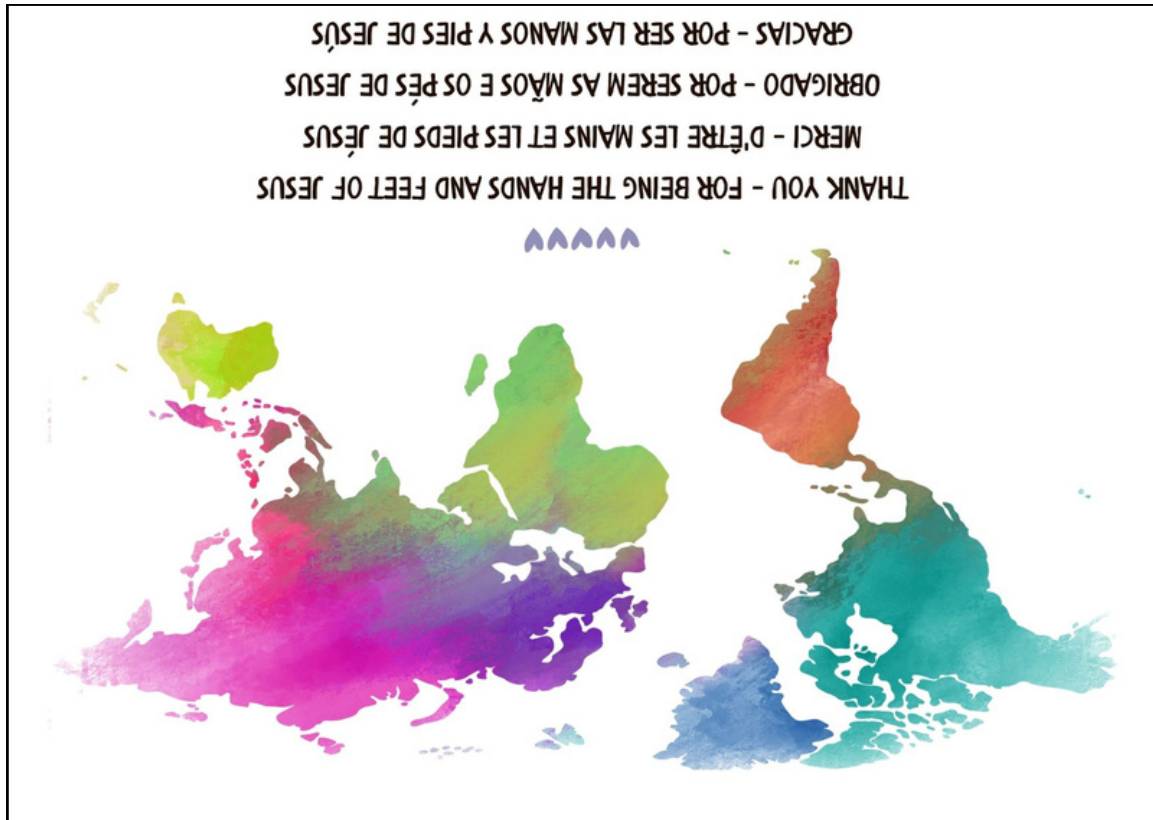 THANK YOU - FOR BEING THE HANDS AND FEET OF JESUS
MERCI - D'ÊTRE LES MAINS ET LES PIEDS DE JÉSUS
OBRIGADO - POR SEREM AS MÃOS E OS PÉS DE JESUS
GRACIAS - POR SER LAS MANOS Y PIES DE JESÚS